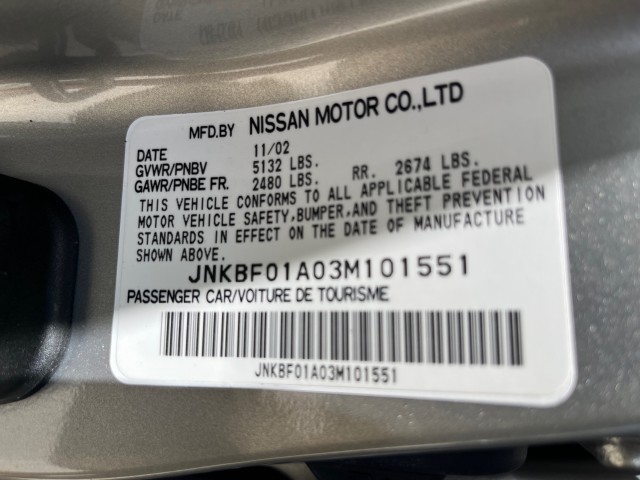 MFD.BY NISSAN MOTOR CO.,LTD
DATE 11/02
GVWR/PNBV 5132 LBS.
GAWR/PNBE FR. 2480 LBS. RR. 2674 LBS.
THIS VEHICLE CONFORMS TO ALL APPLICABLE FEDERAL
MOTOR VEHICLE SAFETY,BUMPER,AND THEFT PREVENTION
STANDARDS IN EFFECT ON THE DATE OF MANUFACTURE
SHOWN ABOVE.
JNKBF01A03M101551
PASSENGER CAR/VOITURE DE TOURISME
JNKBF01A03M101551